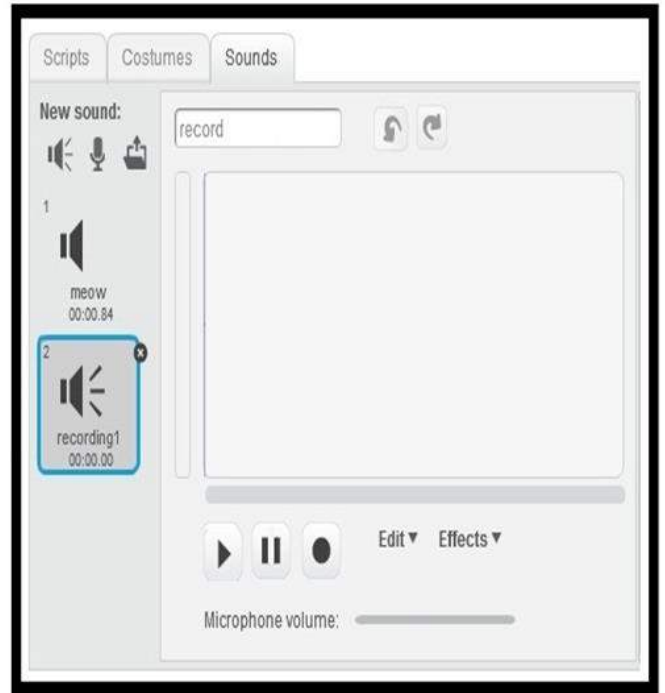 Scripts Costumes Sounds
New sound:
record
1
meow
00:00.84
2
recording1
00:00.00
Edit ▾ Effects ▾
Microphone volume: